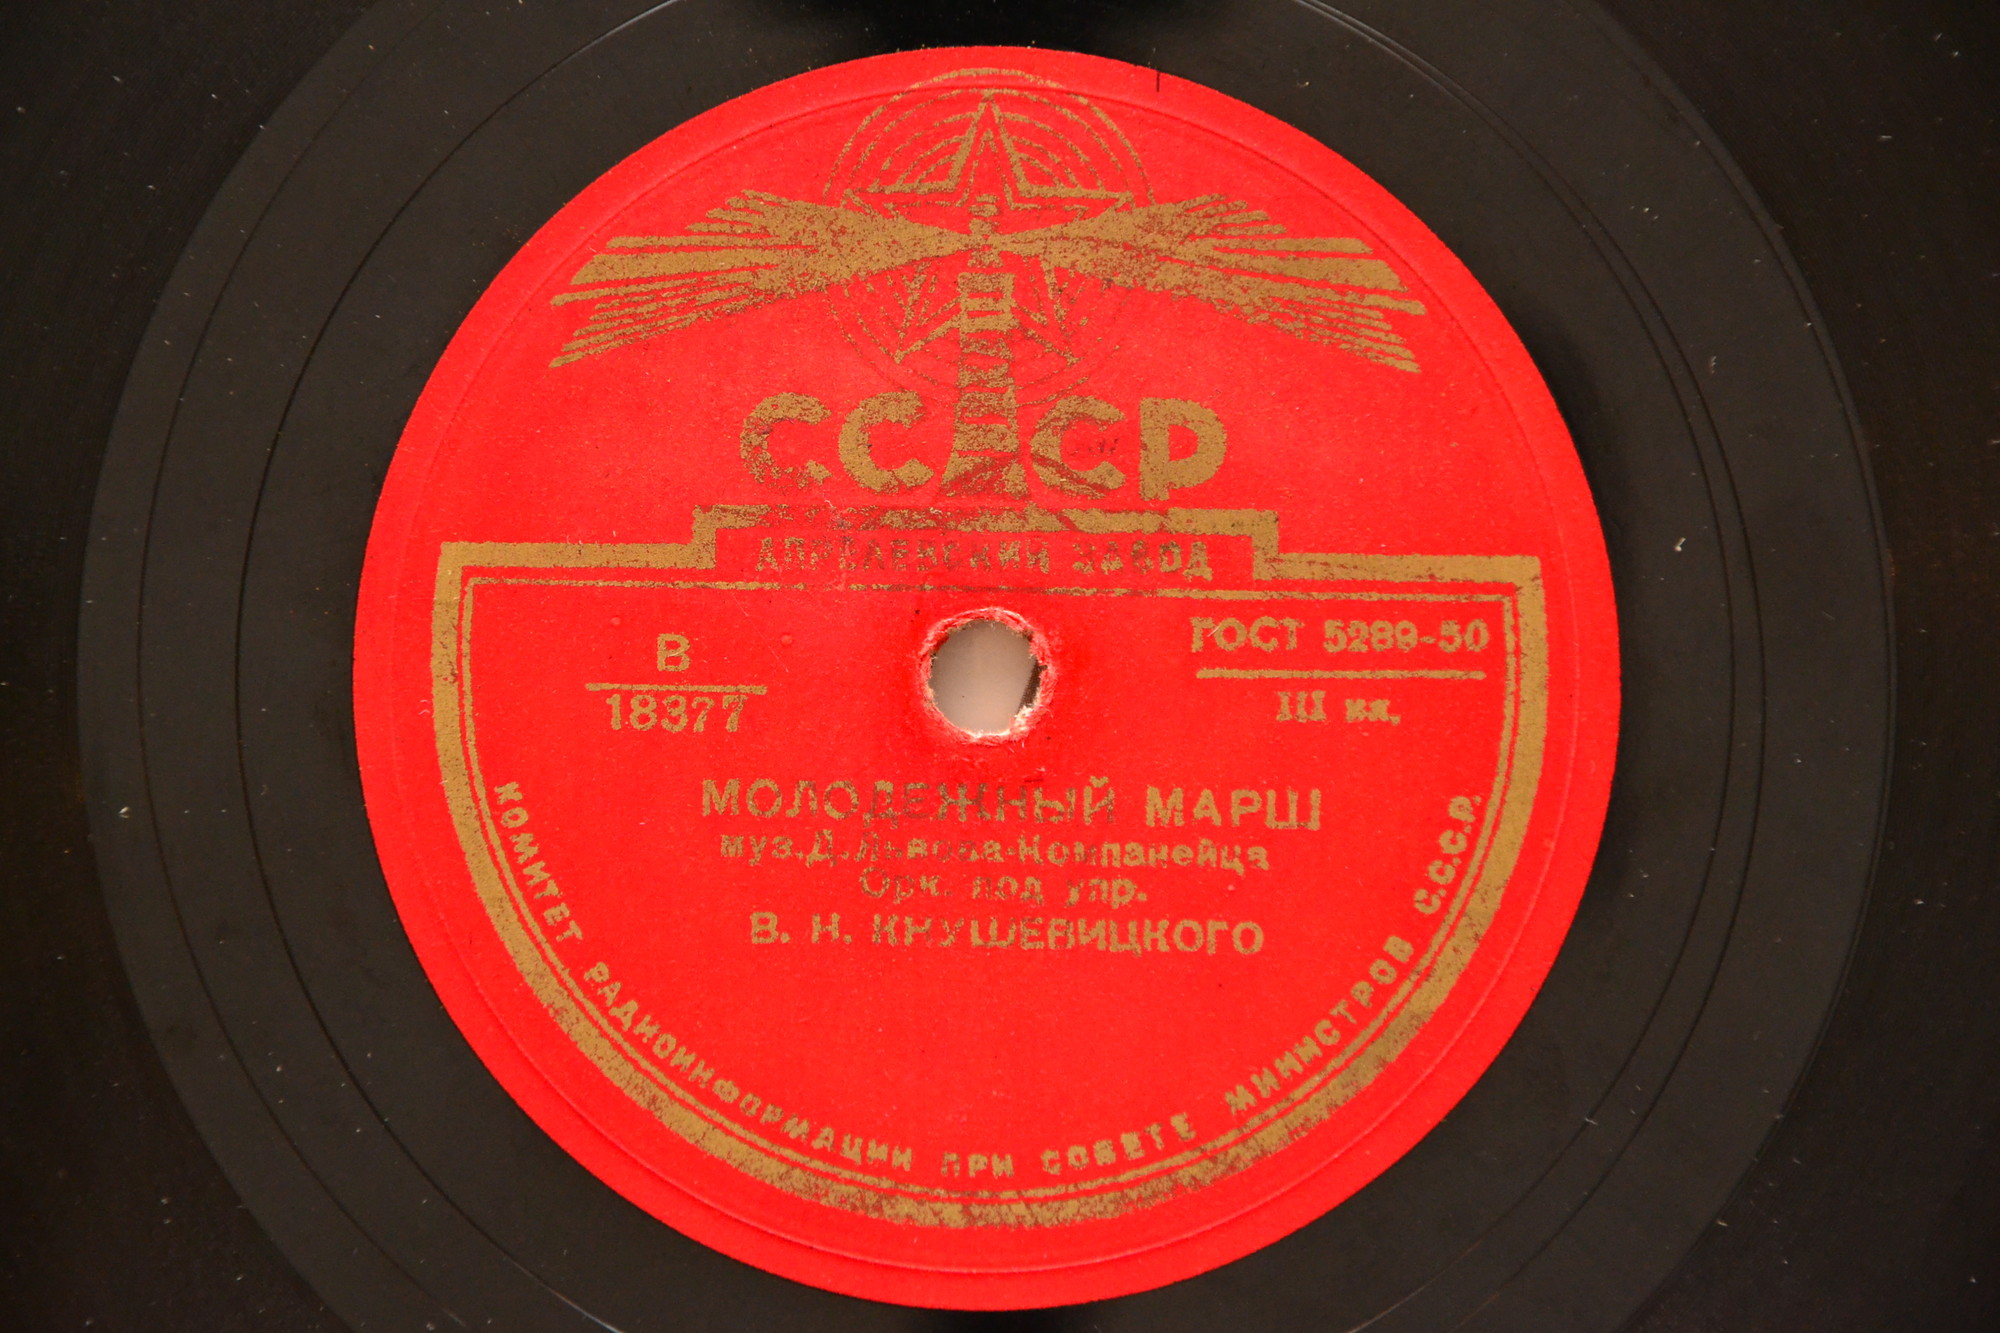 СССР
АПРЕЛЕВСКИЙ ЗАВОД
В
18377
ГОСТ 5289-50
III кл.
МОЛОДЕЖНЫЙ МАРШ
муз. Д. Львова-Компанейца
Орк. под упр.
В. Н. КНУШЕВИЦКОГО
КОМИТЕТ РАДИОИНФОРМАЦИИ ПРИ СОВЕТЕ МИНИСТРОВ С.С.С.Р.